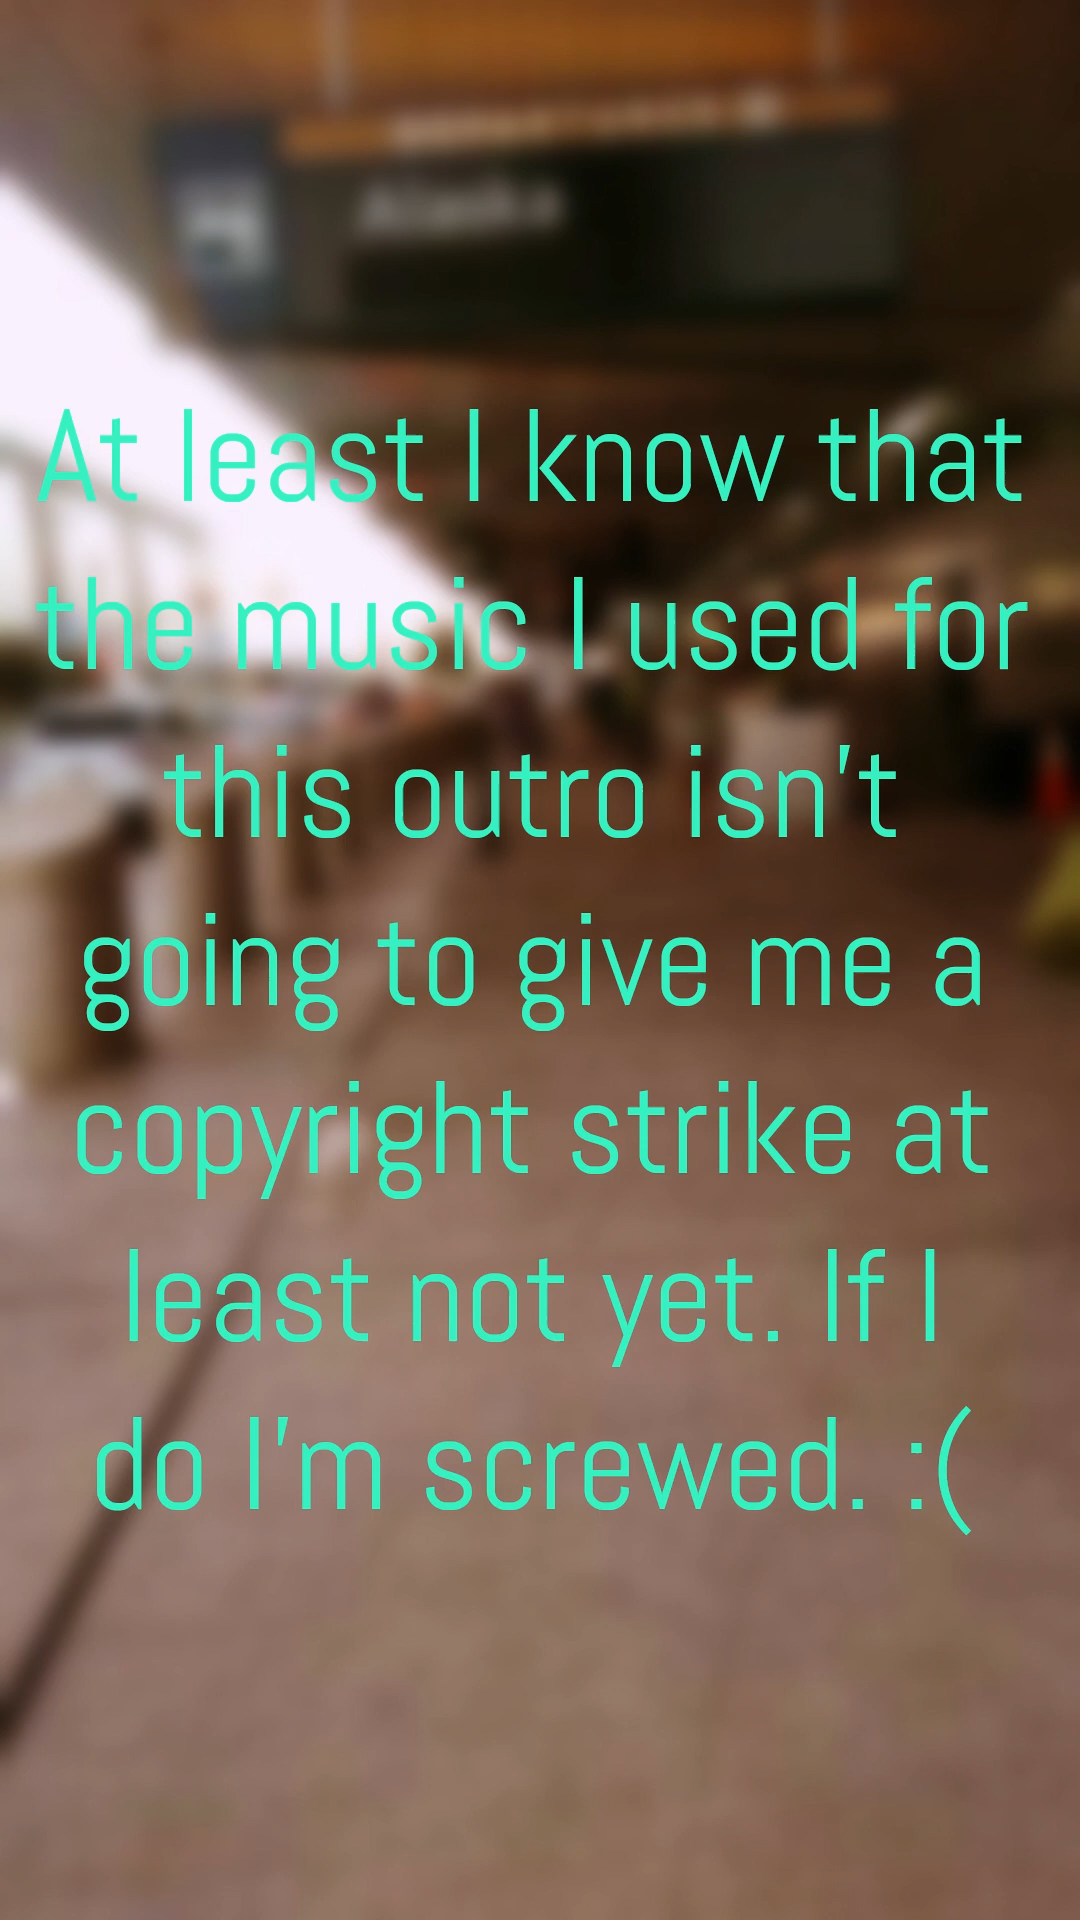 Alaska
At least I know that
the music I used for
this outro isn't
going to give me a
copyright strike at
least not yet. If I
do I'm screwed. :(